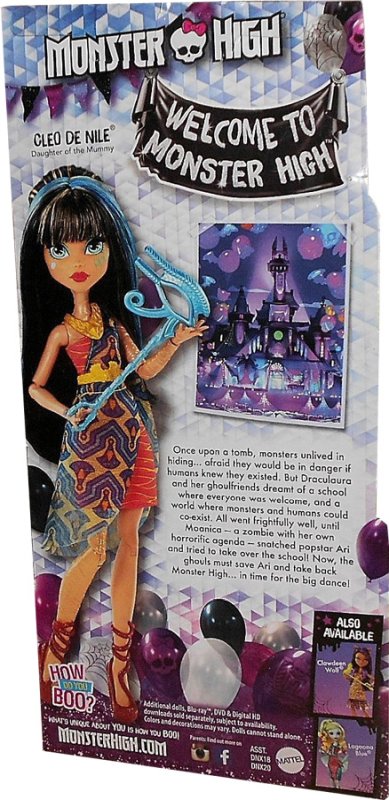 MONSTER HIGH
WELCOME TO
MONSTER HIGH™
CLEO DE NILE®
Daughter of the Mummy
Once upon a tomb, monsters unlived in
hiding... afraid they would be in danger if
humans knew they existed. But Draculaura
and her ghoulfriends dreamt of a school
where everyone was welcome, and a
world where monsters and humans could
co-exist. All went frightfully well, until
Moanica – a zombie with her own
horrorific agenda – snatched popstar Ari
and tried to take over the school! Now, the
ghouls must save Ari and take back
Monster High... in time for the big dance!
ALSO
AVAILABLE
Clawdeen
Wolf®
Lagoona
Blue®
HOW
DO YOU
BOO?
WHAT'S UNIQUE ABOUT YOU IS HOW YOU BOO!
MONSTERHIGH.COM
Additional dolls, Blu-ray™, DVD & Digital HD
downloads sold separately, subject to availability.
Colors and decorations may vary. Dolls cannot stand alone.
Parents: Find out more on
f
ASST.
DNX18
DNX20
MATTEL